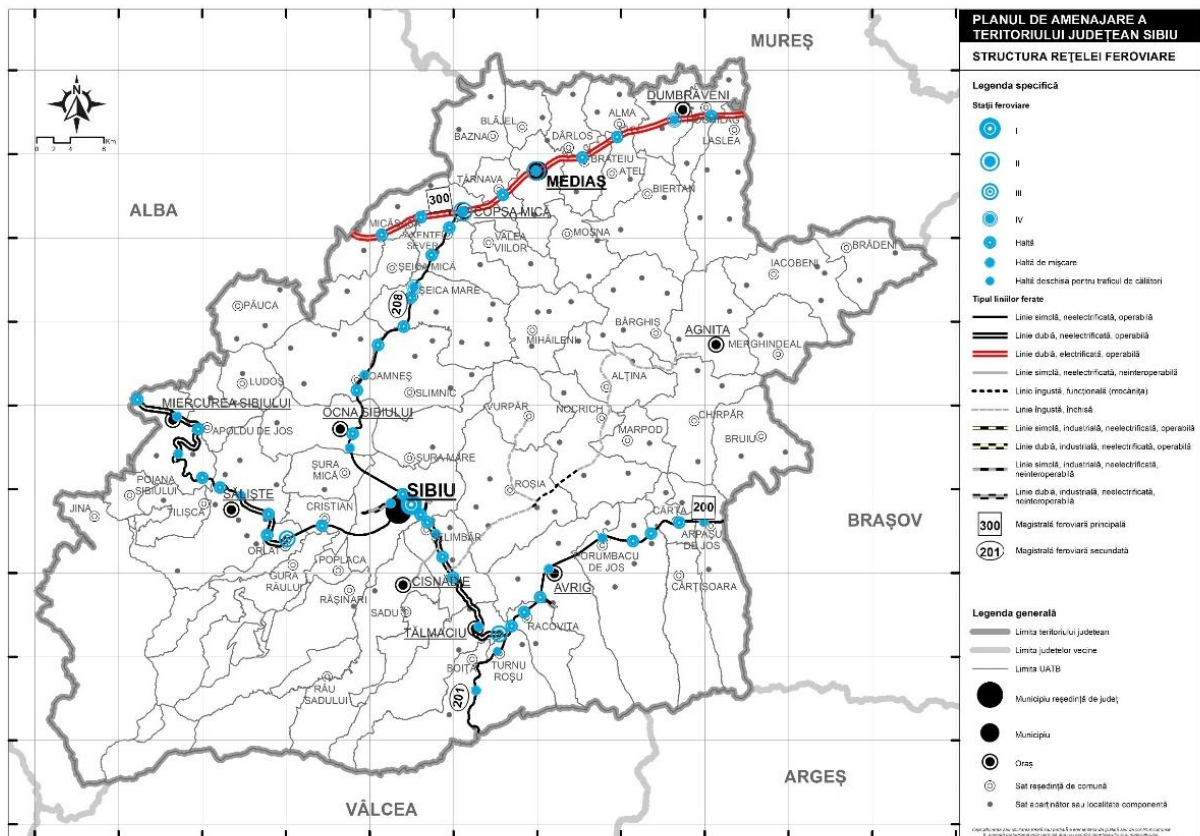 PLANUL DE AMENAJARE A
TERITORIULUI JUDEȚEAN SIBIU
STRUCTURA REȚELEI FEROVIARE
Legenda specifică
Stații feroviare
I
II
III
IV
Haltă
Haltă de mișcare
Haltă deschisă pentru traficul de călători
Tipul liniilor ferate
Linie simplă, neelectrificată, operabilă
Linie dublă, neelectrificată, operabilă
Linie dublă, electrificată, operabilă
Linie simplă, neelectrificată, neinteroperabilă
Linie îngustă, funcțională (mocănița)
Linie îngustă, închisă
Linie simplă, industrială, neelectrificată, operabilă
Linie dublă, industrială, neelectrificată, operabilă
Linie simplă, industrială, neelectrificată,
neinteroperabilă
Linie dublă, industrială, neelectrificată,
neinteroperabilă
300 Magistrală feroviară principală
201 Magistrală feroviară secundată
Legenda generală
Limita teritoriului județean
Limita județelor vecine
Limita UATB
Municipiu reședință de județ
Municipiu
Oraș
Sat reședință de comună
Sat aparținător sau localitate componentă
MUREȘ
ALBA
BRAȘOV
ARGEȘ
VÂLCEA
N
0 2 4 8 Km
DUMBRĂVENI
ALMA
BLĂJEL
BAZNA
DÂRLOS
LASLEA
BRATEIU
AȚEL
MEDIAȘ
TÂRNAVA
BIERTAN
300
COPȘA MICĂ
SEVER
VALEA
VIILOR
MOȘNA
BRĂDENI
IACOBENI
ȘEICA MICĂ
ȘEICA MARE
PĂUCA
208
MIHĂILENI
BÂRGHIȘ
AGNITA
MERGHINDEAL
LUDOȘ
SLIMNIC
ALȚINA
MIERCUREA SIBIULUI
OCNA SIBIULUI
APOLDU DE JOS
NOCRICH
MARPOD
CHIRPĂR
BRUIU
ȘURA
MICĂ
ȘURA MARE
POIANA
SIBIULUI
JINA
SĂLIȘTE
CRISTIAN
SIBIU
ROȘIA
200
ORLAT
GURA
RÂULUI
POPLACA
RĂȘINARI
CISNĂDIE
SADU
CÂRȚA
ARPAȘU
DE JOS
PORUMBACU
DE JOS
AVRIG
CÂRȚIȘOARA
RACOVIȚA
TĂLMACIU
BOIȚA
TURNU
ROȘU
RÂU
SADULUI
201